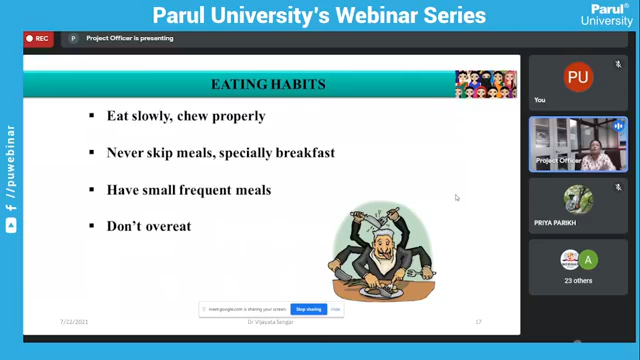 Parul University's Webinar Series
Parul®
University
REC
P
Project Officer is presenting
EATING HABITS
Eat slowly, chew properly
Never skip meals, specially breakfast
Have small frequent meals
Don't overeat
meet.google.com is sharing your screen.
Stop sharing
Hide
7/22/2021
Dr Vijayata Sengar
17
PU
You
Project Officer
PRIYA PARIKH
A
23 others
/puwebinar